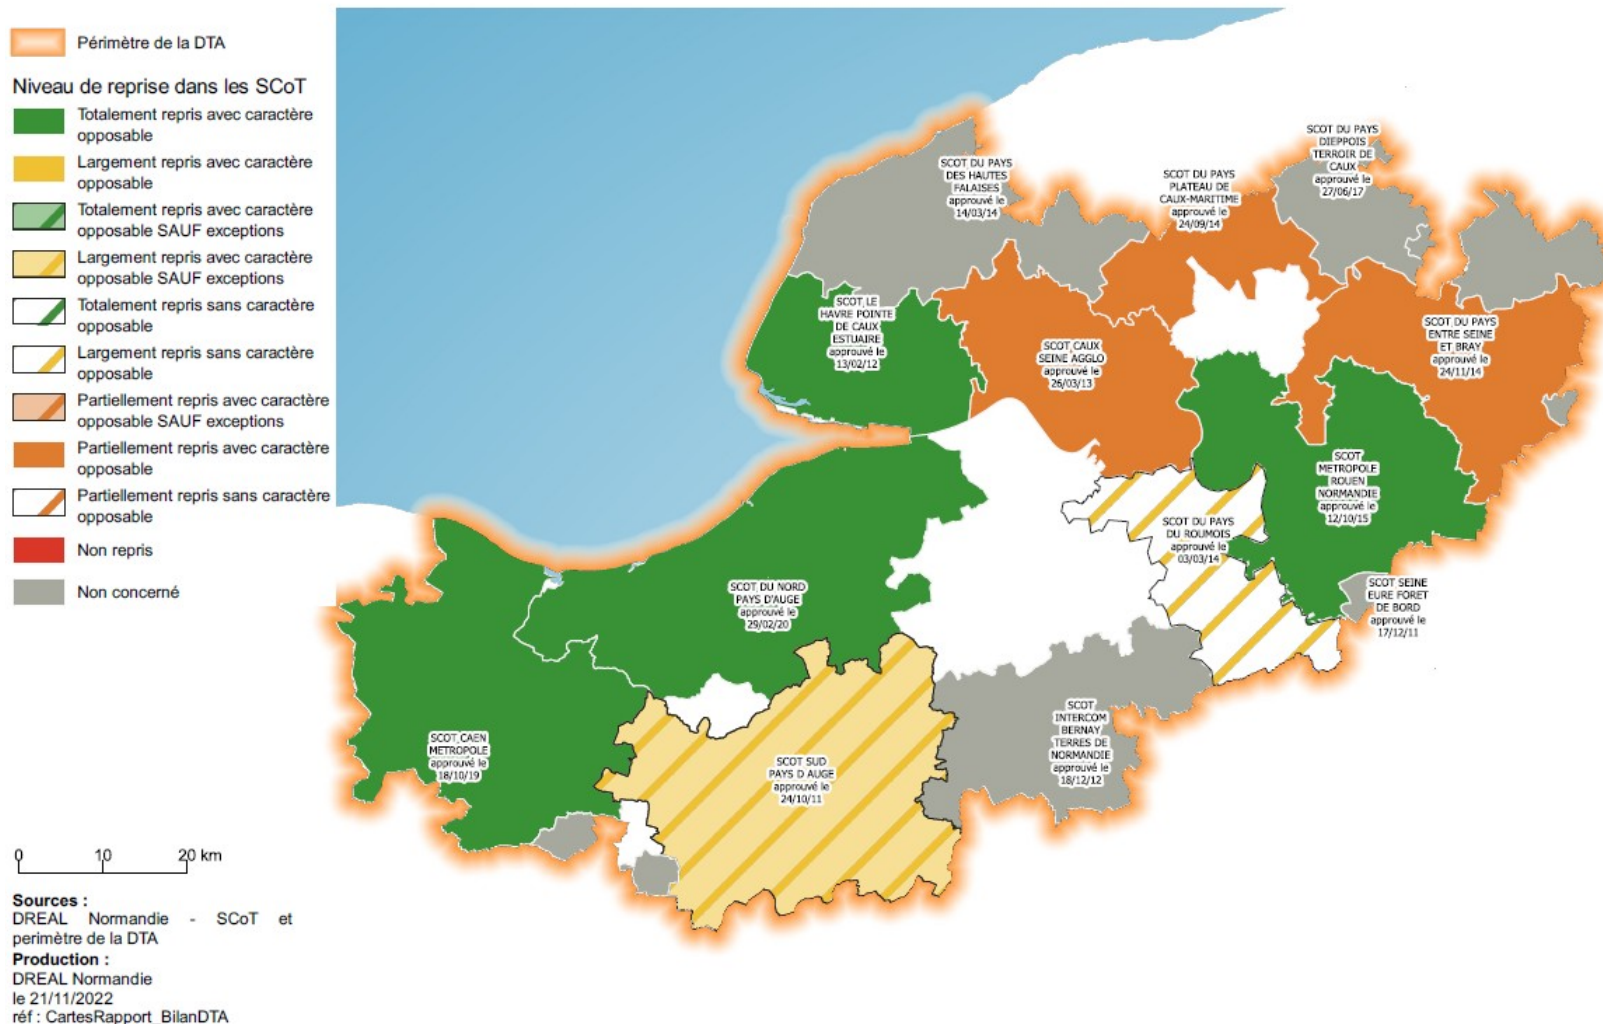 Périmètre de la DTA
Niveau de reprise dans les SCoT
Totalement repris avec caractère
opposable
Largement repris avec caractère
opposable
Totalement repris avec caractère
opposable SAUF exceptions
Largement repris avec caractère
opposable SAUF exceptions
Totalement repris sans caractère
opposable
Largement repris sans caractère
opposable
Partiellement repris avec caractère
opposable SAUF exceptions
Partiellement repris avec caractère
opposable
Partiellement repris sans caractère
opposable
Non repris
Non concerné
0 10 20 km
Sources :
DREAL Normandie - SCoT et
perimètre de la DTA
Production :
DREAL Normandie
le 21/11/2022
réf : CartesRapport_BilanDTA
SCOT DU PAYS
DIEPPOIS
TERROIR DE
CAUX
approuvé le
27/06/17
SCOT DU PAYS
DES HAUTES
FALAISES
approuvé le
14/03/14
SCOT DU PAYS
PLATEAU DE
CAUX-MARITIME
approuvé le
24/09/14
SCOT LE
HAVRE POINTE
DE CAUX
ESTUAIRE
approuvé le
13/02/12
SCOT CAUX
SEINE AGGLO
approuvé le
26/03/13
SCOT DU PAYS
ENTRE SEINE
ET BRAY
approuvé le
24/11/14
SCOT
METROPOLE
ROUEN
NORMANDIE
approuvé le
12/10/15
SCOT DU PAYS
DU ROUMOIS
approuvé le
03/03/14
SCOT SEINE
EURE FORET
DE BORD
approuvé le
17/12/11
SCOT DU NORD
PAYS D'AUGE
approuvé le
29/02/20
SCOT CAEN
METROPOLE
approuvé le
18/10/19
SCOT SUD
PAYS D AUGE
approuvé le
24/10/11
SCOT
INTERCOM
BERNAY
TERRES DE
NORMANDIE
approuvé le
18/12/12